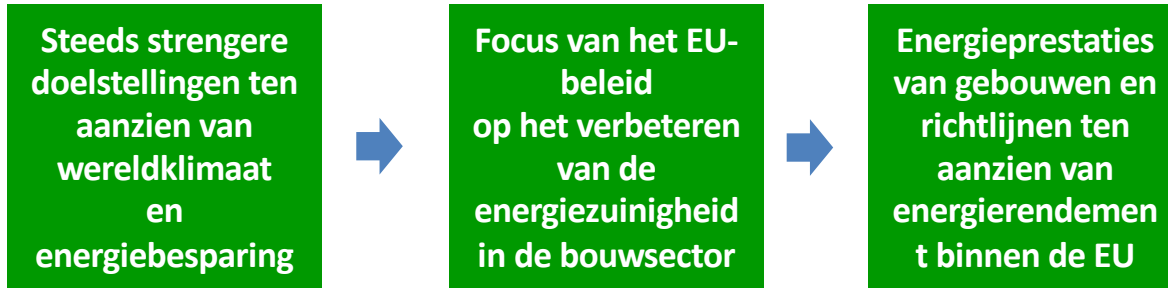 Steeds strengere
doelstellingen ten
aanzien van
wereldklimaat
en
energiebesparing
Focus van het EU-
beleid
op het verbeteren
van de
energiezuinigheid
in de bouwsector
Energieprestaties
van gebouwen en
richtlijnen ten
aanzien van
energierendemen
t binnen de EU